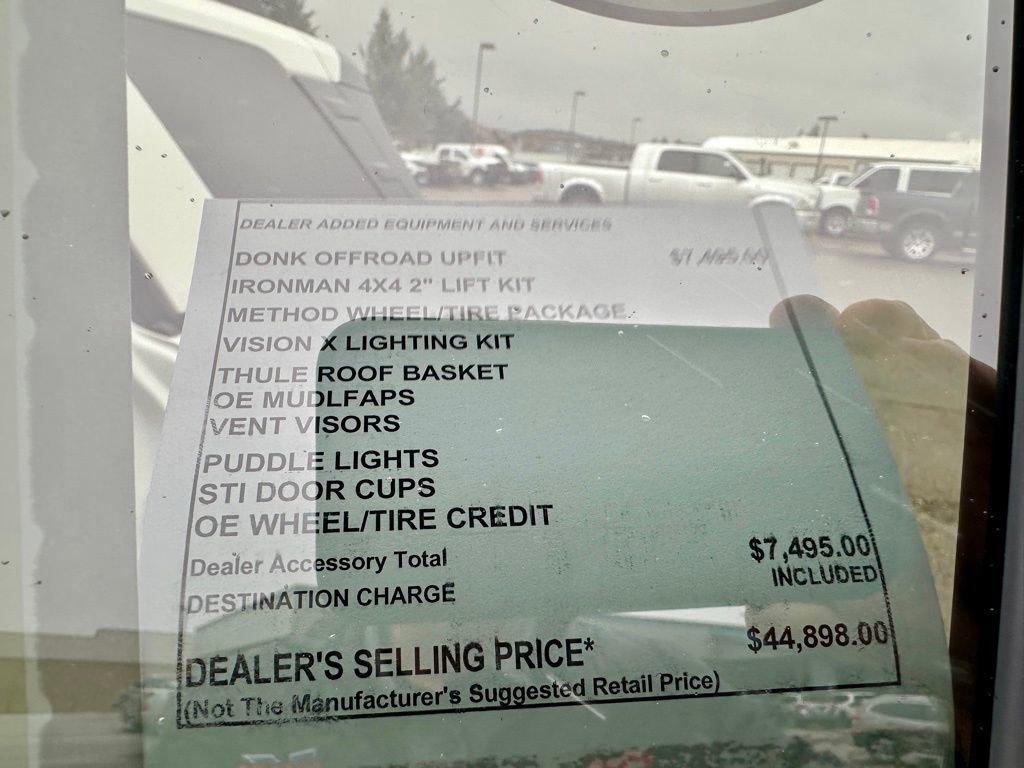 DEALER ADDED EQUIPMENT AND SERVICES
DONK OFFROAD UPFIT $7,495.00
IRONMAN 4X4 2" LIFT KIT
METHOD WHEEL/TIRE PACKAGE
VISION X LIGHTING KIT
THULE ROOF BASKET
OE MUDLFAPS
VENT VISORS
PUDDLE LIGHTS
STI DOOR CUPS
OE WHEEL/TIRE CREDIT
Dealer Accessory Total $7,495.00
DESTINATION CHARGE INCLUDED
DEALER'S SELLING PRICE* $44,898.00
(Not The Manufacturer's Suggested Retail Price)